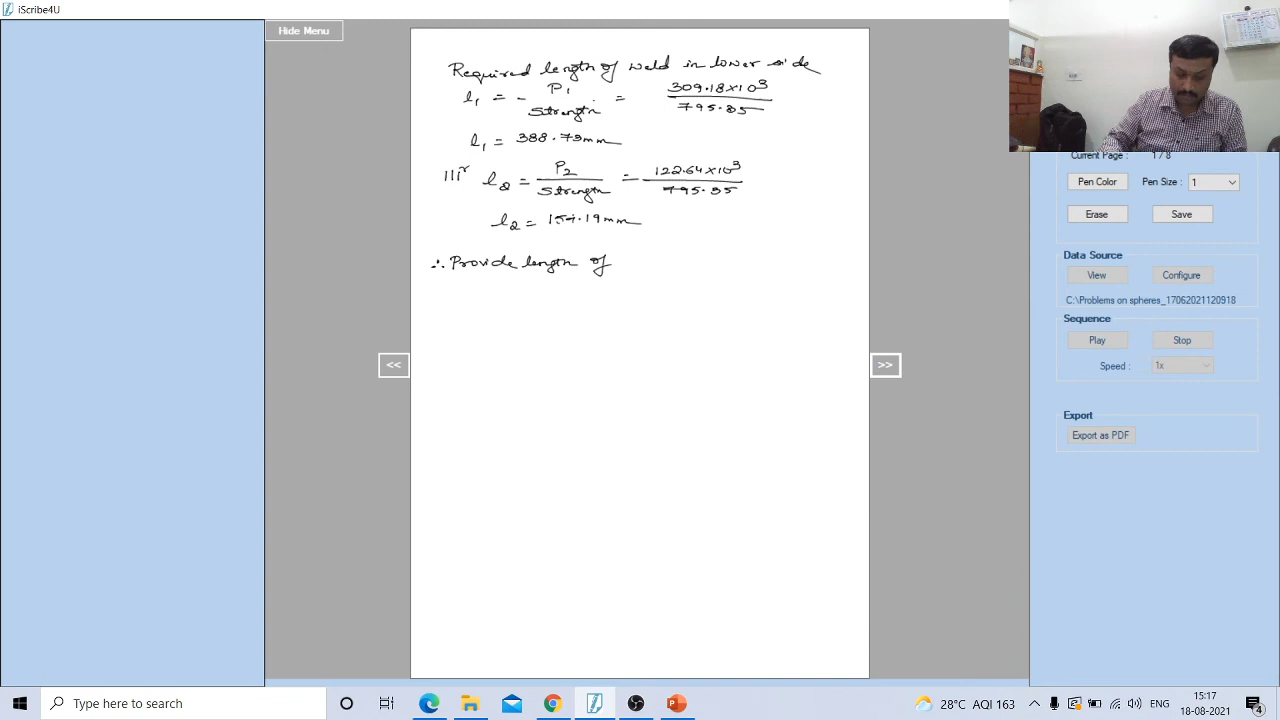 iScribe4U
Hide Menu
Required length of weld in lower side
l₁ = - P₁ / Strength = 309.18×10³ / 795.85
l₁ = 388.73mm
lllʳ l₂ = P₂ / Strength = 122.64×10³ / 795.85
l₂ = 154.19mm
∴ Provide length of
<<
>>
Current Page : 1 / 8
Pen Color Pen Size : 1
Erase Save
Data Source
View Configure
C:\Problems on spheres_17062021120918
Sequence
Play Stop
Speed : 1x
Export
Export as PDF
Type here to search
28°C AQI 163
ENG
15:17
18-08-2021
4